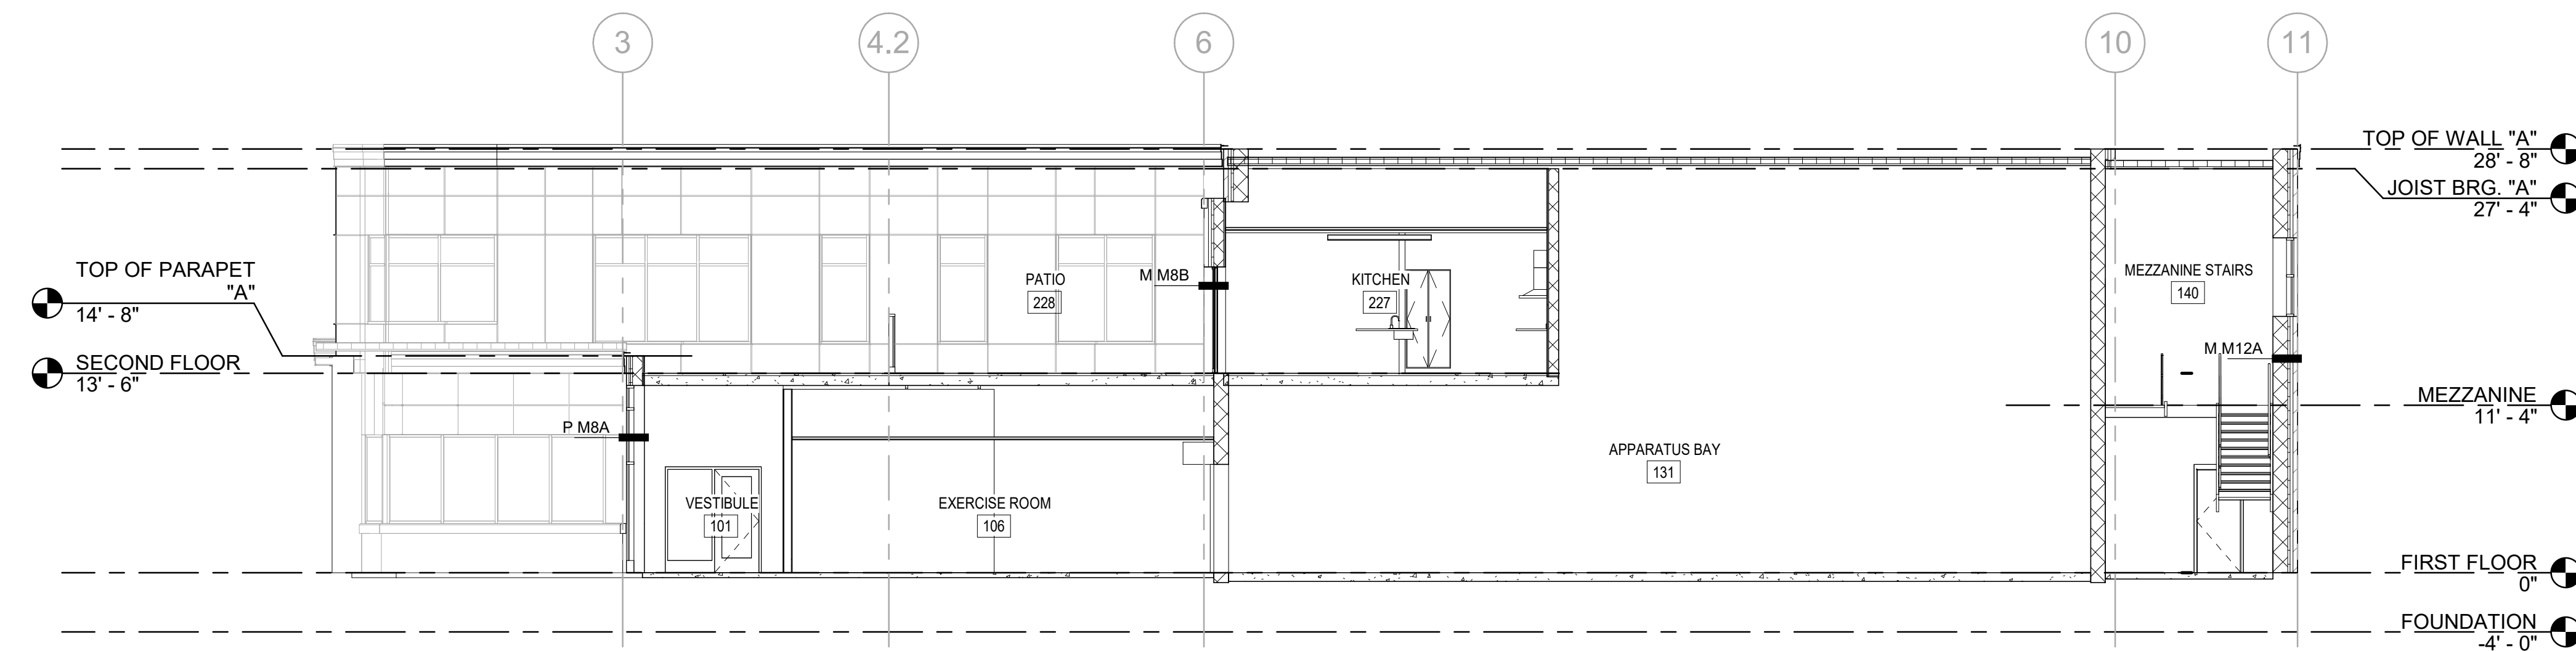 3
4.2
6
10
11
TOP OF WALL "A"
28' - 8"
JOIST BRG. "A"
27' - 4"
TOP OF PARAPET
"A"
14' - 8"
SECOND FLOOR
13' - 6"
PATIO
228
M M8B
KITCHEN
227
MEZZANINE STAIRS
140
M M12A
MEZZANINE
11' - 4"
P M8A
VESTIBULE
101
EXERCISE ROOM
106
APPARATUS BAY
131
FIRST FLOOR
0"
FOUNDATION
-4' - 0"